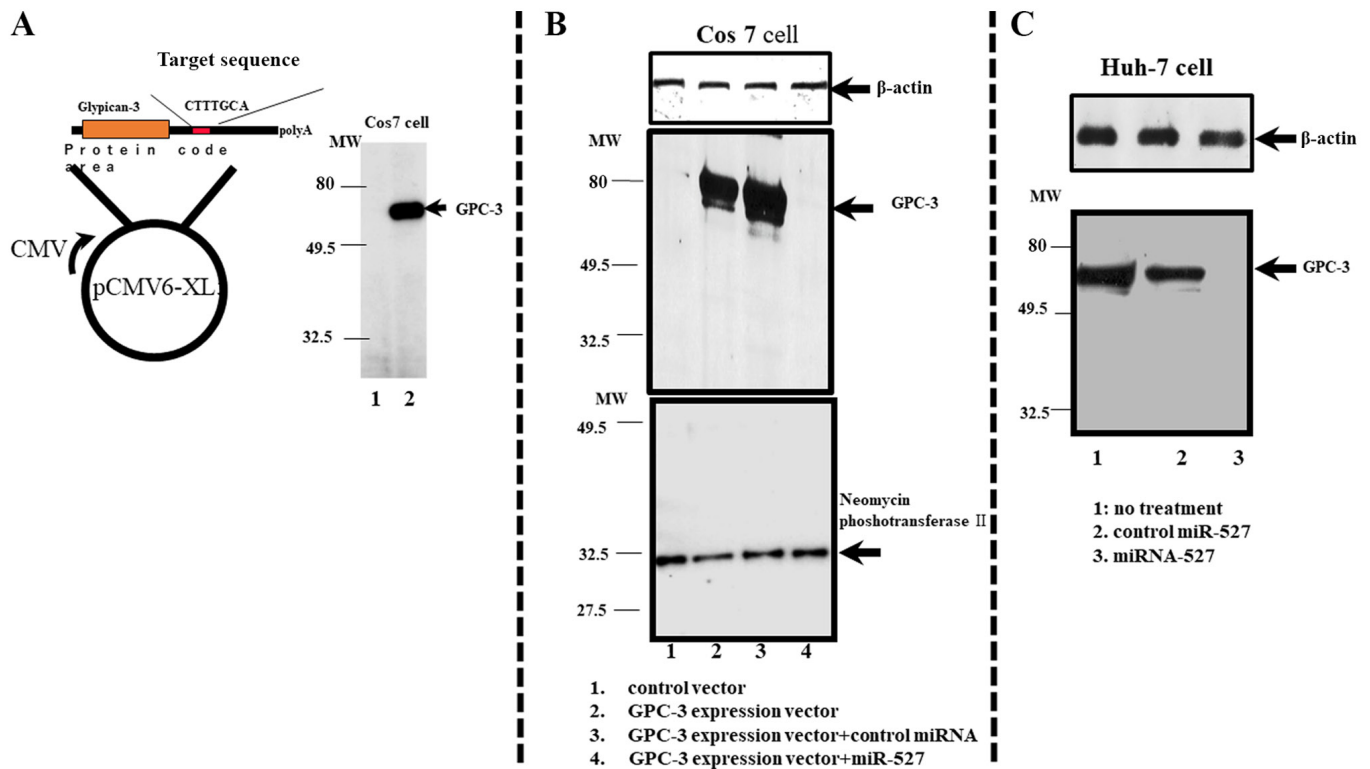 A
Target sequence
Glypican-3
CTTTGCA
polyA
Protein code
area
CMV
pCMV6-XL
Cos7 cell
MW
80
GPC-3
49.5
32.5
1 2
B
Cos 7 cell
β-actin
MW
80
GPC-3
49.5
32.5
MW
49.5
Neomycin
phoshotransferase Ⅱ
32.5
27.5
1 2 3 4
1. control vector
2. GPC-3 expression vector
3. GPC-3 expression vector+control miRNA
4. GPC-3 expression vector+miR-527
C
Huh-7 cell
β-actin
MW
80
GPC-3
49.5
32.5
1 2 3
1: no treatment
2. control miR-527
3. miRNA-527